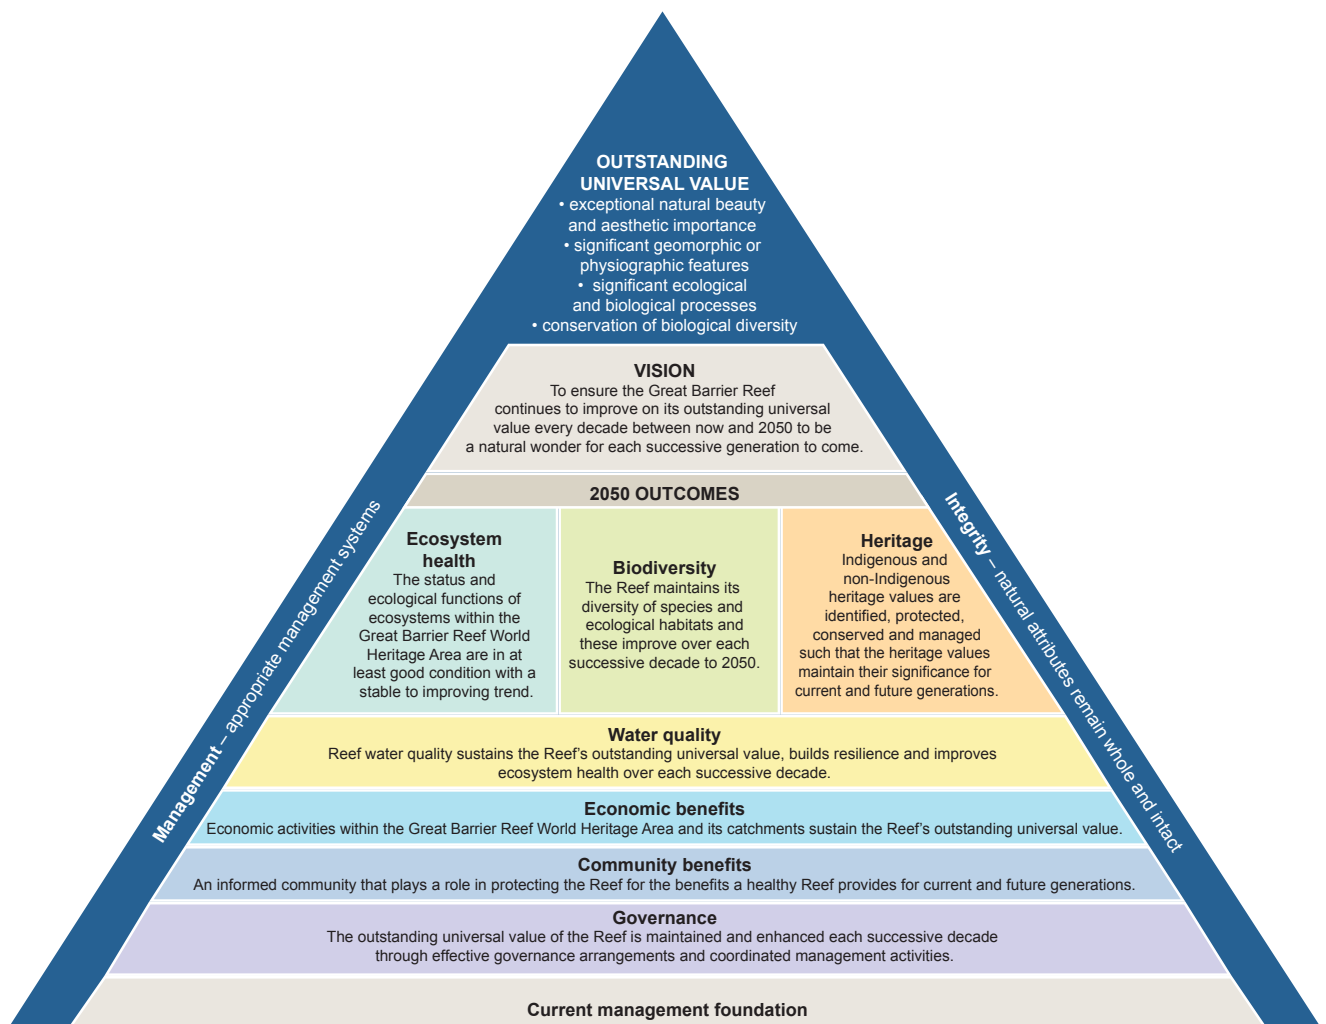 OUTSTANDING
UNIVERSAL VALUE
• exceptional natural beauty
and aesthetic importance
• significant geomorphic or
physiographic features
• significant ecological
and biological processes
• conservation of biological diversity
VISION
To ensure the Great Barrier Reef
continues to improve on its outstanding universal
value every decade between now and 2050 to be
a natural wonder for each successive generation to come.
2050 OUTCOMES
Ecosystem
health
The status and
ecological functions of
ecosystems within the
Great Barrier Reef World
Heritage Area are in at
least good condition with a
stable to improving trend.
Biodiversity
The Reef maintains its
diversity of species and
ecological habitats and
these improve over each
successive decade to 2050.
Heritage
Indigenous and
non-Indigenous
heritage values are
identified, protected,
conserved and managed
such that the heritage values
maintain their significance for
current and future generations.
Management – appropriate management systems
Integrity – natural attributes remain whole and intact
Water quality
Reef water quality sustains the Reef's outstanding universal value, builds resilience and improves
ecosystem health over each successive decade.
Economic benefits
Economic activities within the Great Barrier Reef World Heritage Area and its catchments sustain the Reef's outstanding universal value.
Community benefits
An informed community that plays a role in protecting the Reef for the benefits a healthy Reef provides for current and future generations.
Governance
The outstanding universal value of the Reef is maintained and enhanced each successive decade
through effective governance arrangements and coordinated management activities.
Current management foundation